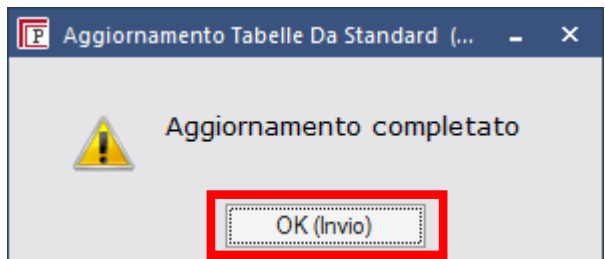 P Aggiornamento Tabelle Da Standard (...
Aggiornamento completato
OK (Invio)